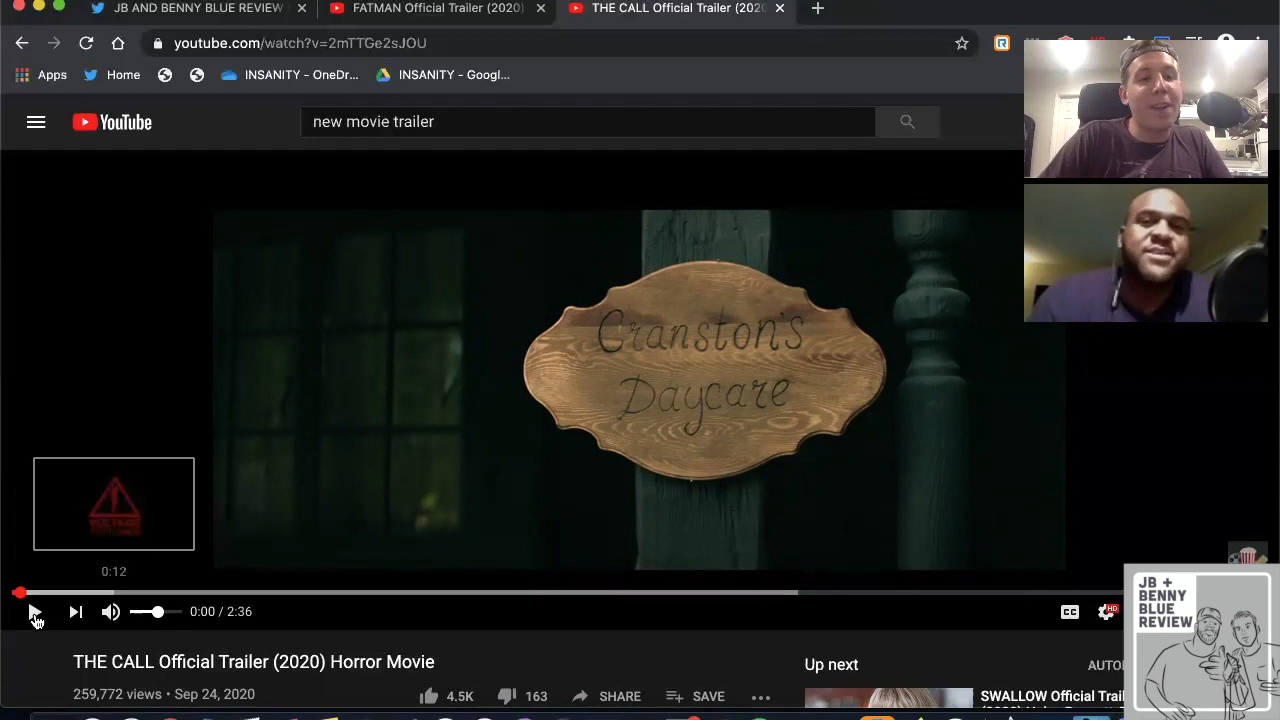 JB AND BENNY BLUE REVIEW
FATMAN Official Trailer (2020)
THE CALL Official Trailer (202
youtube.com/watch?v=2mTTGe2sJOU
Apps
Home
INSANITY - OneDr...
INSANITY - Googl...
YouTube
new movie trailer
Cranston's
Daycare
0:12
0:00 / 2:36
CC
HD
JB +
BENNY
BLUE
REVIEW
THE CALL Official Trailer (2020) Horror Movie
259,772 views • Sep 24, 2020
4.5K
163
SHARE
SAVE
Up next
AUTO
SWALLOW Official Trail